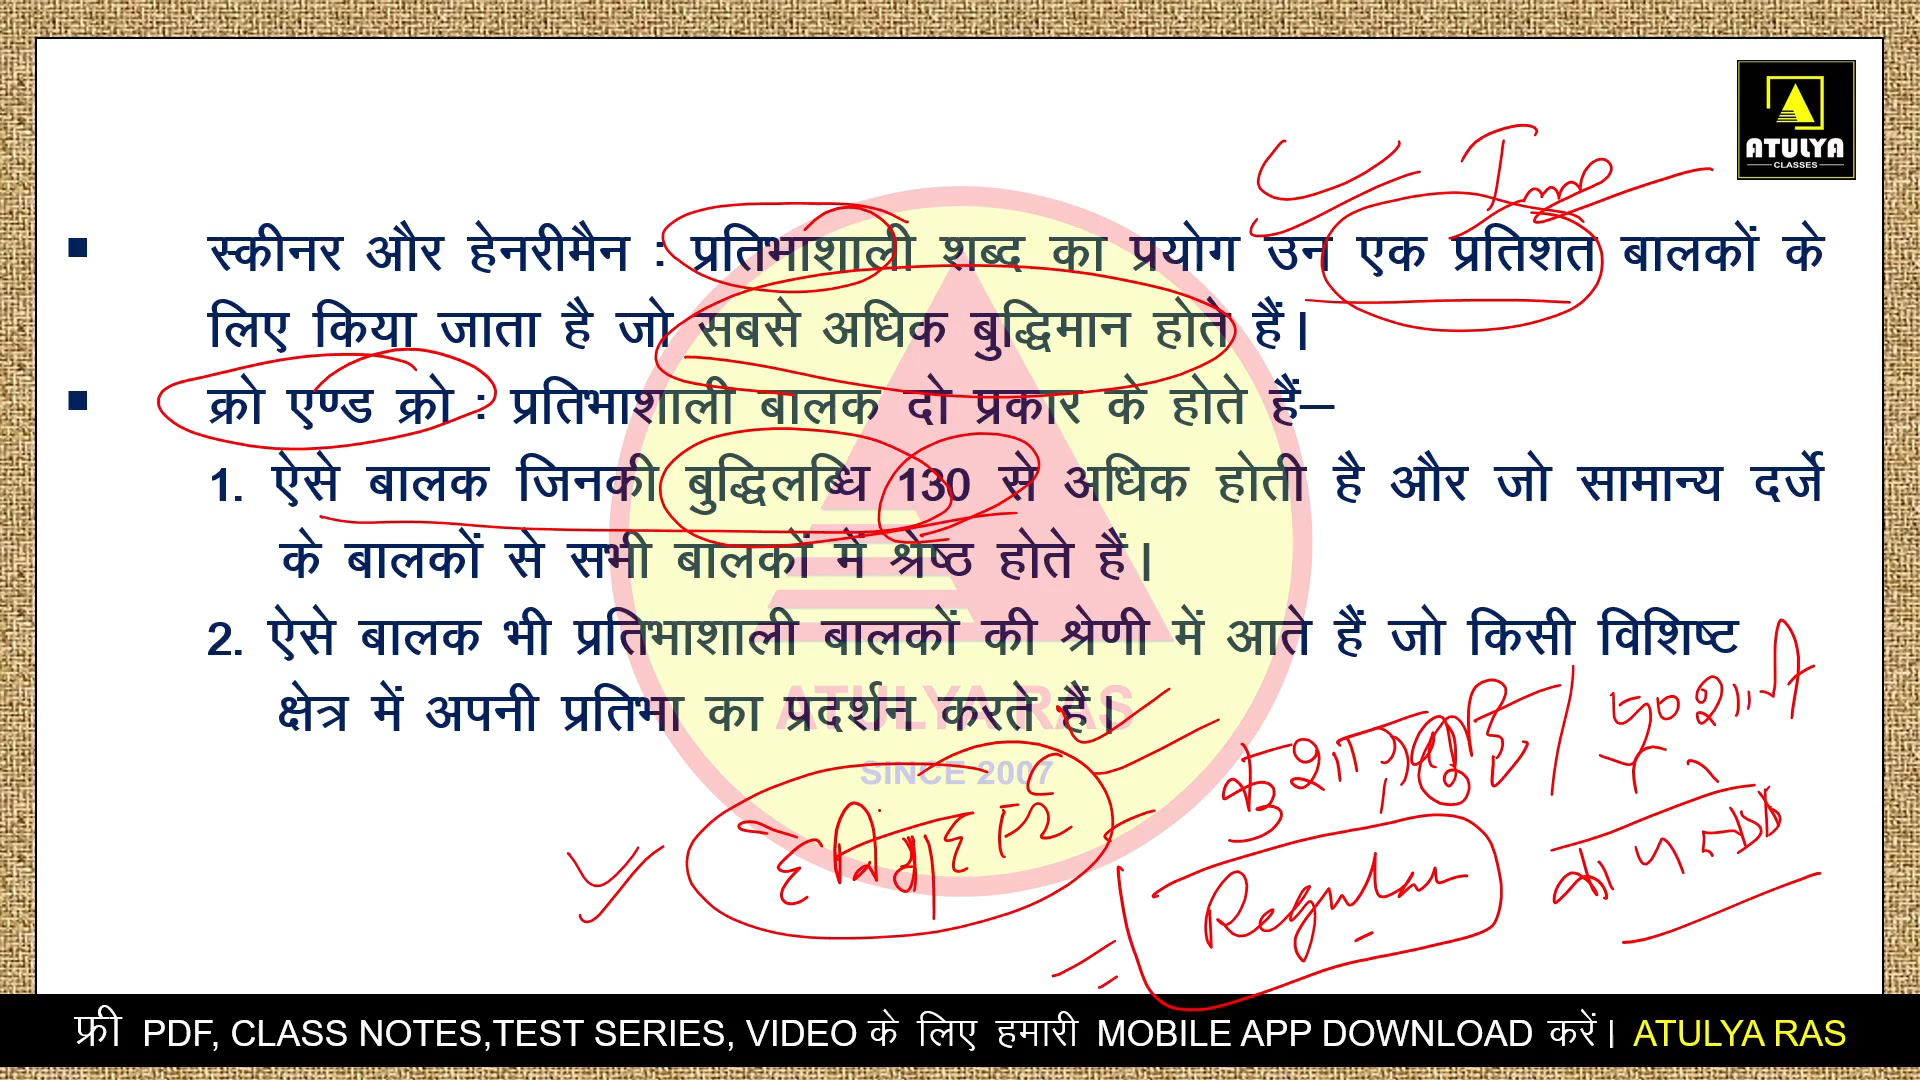 ATULYA
CLASSES
Imp
▪ स्कीनर और हेनरीमैन : प्रतिभाशाली शब्द का प्रयोग उन एक प्रतिशत बालकों के
लिए किया जाता है जो सबसे अधिक बुद्धिमान होते हैं।
▪ क्रो एण्ड क्रो : प्रतिभाशाली बालक दो प्रकार के होते हैं—
1. ऐसे बालक जिनकी बुद्धिलब्धि 130 से अधिक होती है और जो सामान्य दर्जे
के बालकों से सभी बालकों में श्रेष्ठ होते हैं।
2. ऐसे बालक भी प्रतिभाशाली बालकों की श्रेणी में आते हैं जो किसी विशिष्ट
क्षेत्र में अपनी प्रतिभा का प्रदर्शन करते हैं।
ATULYA RAS
SINCE 2007
Regular
फ्री PDF, CLASS NOTES,TEST SERIES, VIDEO के लिए हमारी MOBILE APP DOWNLOAD करें। ATULYA RAS